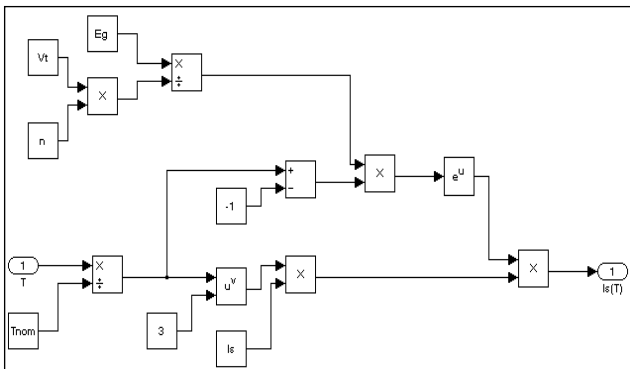 Eg
Vt
×
÷
×
n
+
−
×
e^u
-1
1
T
×
÷
u^v
×
×
1
Is(T)
Tnom
3
Is